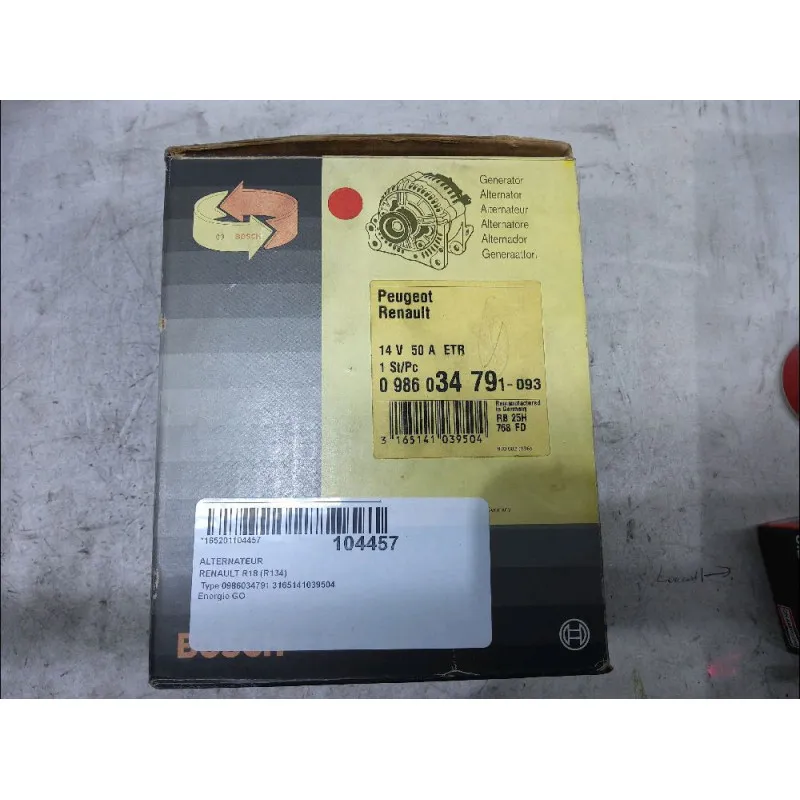 BOSCH
Generator
Alternator
Alternateur
Alternatore
Alternador
Generaattori
Peugeot
Renault
14 V 50 A ETR
1 St/Pc
0 986 034 791-093
Remanufactured
in Germany
RB 25H
768 FD
3 165141 039504
*165201104457
104457
ALTERNATEUR
RENAULT R18 (R134)
Type 0986034791 3165141039504
Energie GO
BOSCH